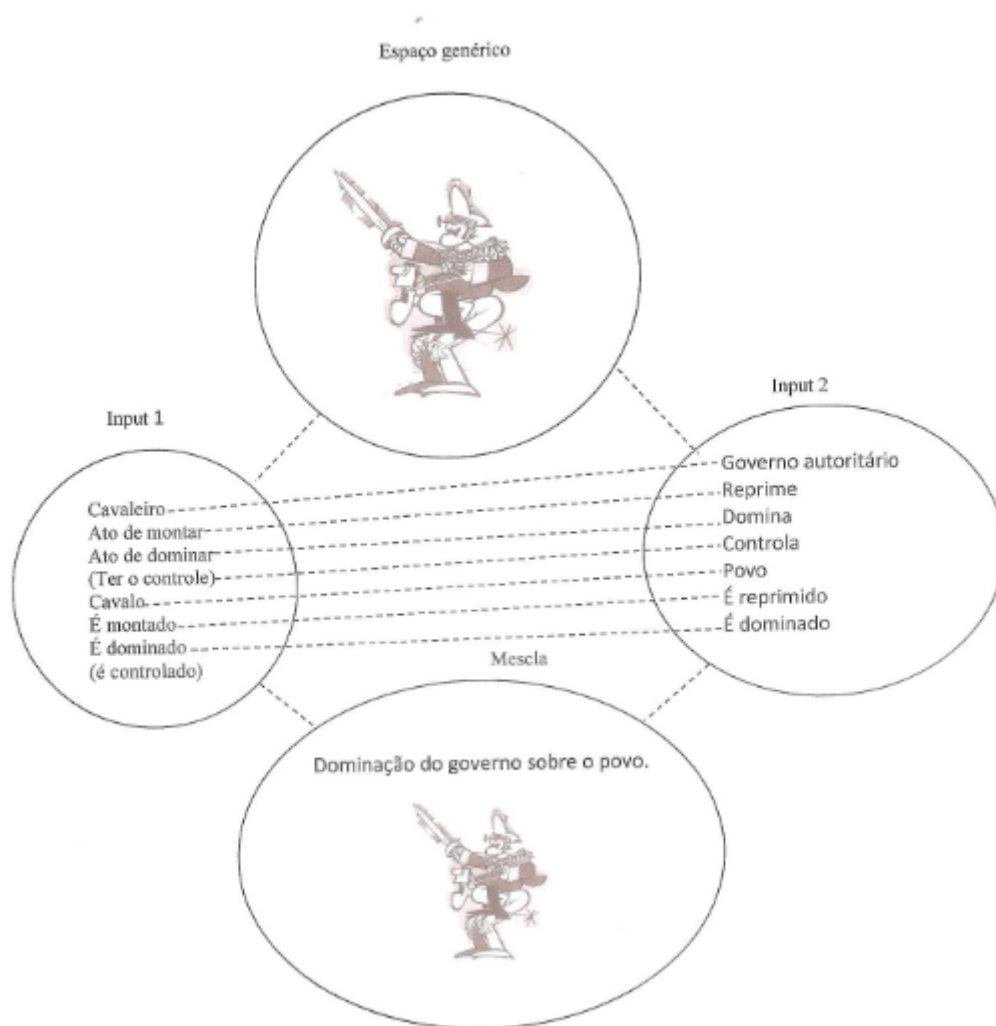 Espaço genérico
Input 1
Input 2
Cavaleiro
Ato de montar
Ato de dominar
(Ter o controle)
Cavalo
É montado
É dominado
(é controlado)
Governo autoritário
Reprime
Domina
Controla
Povo
É reprimido
É dominado
Mescla
Dominação do governo sobre o povo.